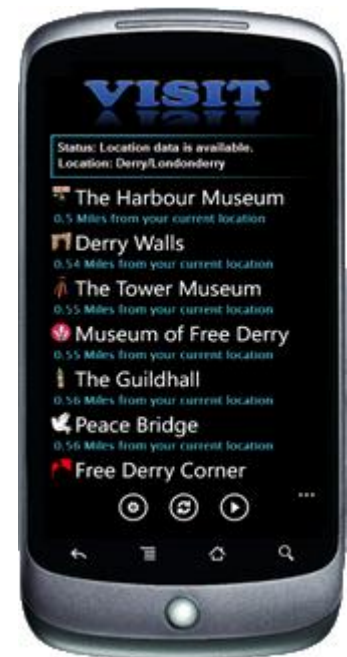 VISIT
Status: Location data is available.
Location: Derry/Londonderry
The Harbour Museum
0.5 Miles from your current location
Derry Walls
0.54 Miles from your current location
The Tower Museum
0.55 Miles from your current location
Museum of Free Derry
0.55 Miles from your current location
The Guildhall
0.56 Miles from your current location
Peace Bridge
0.56 Miles from your current location
Free Derry Corner